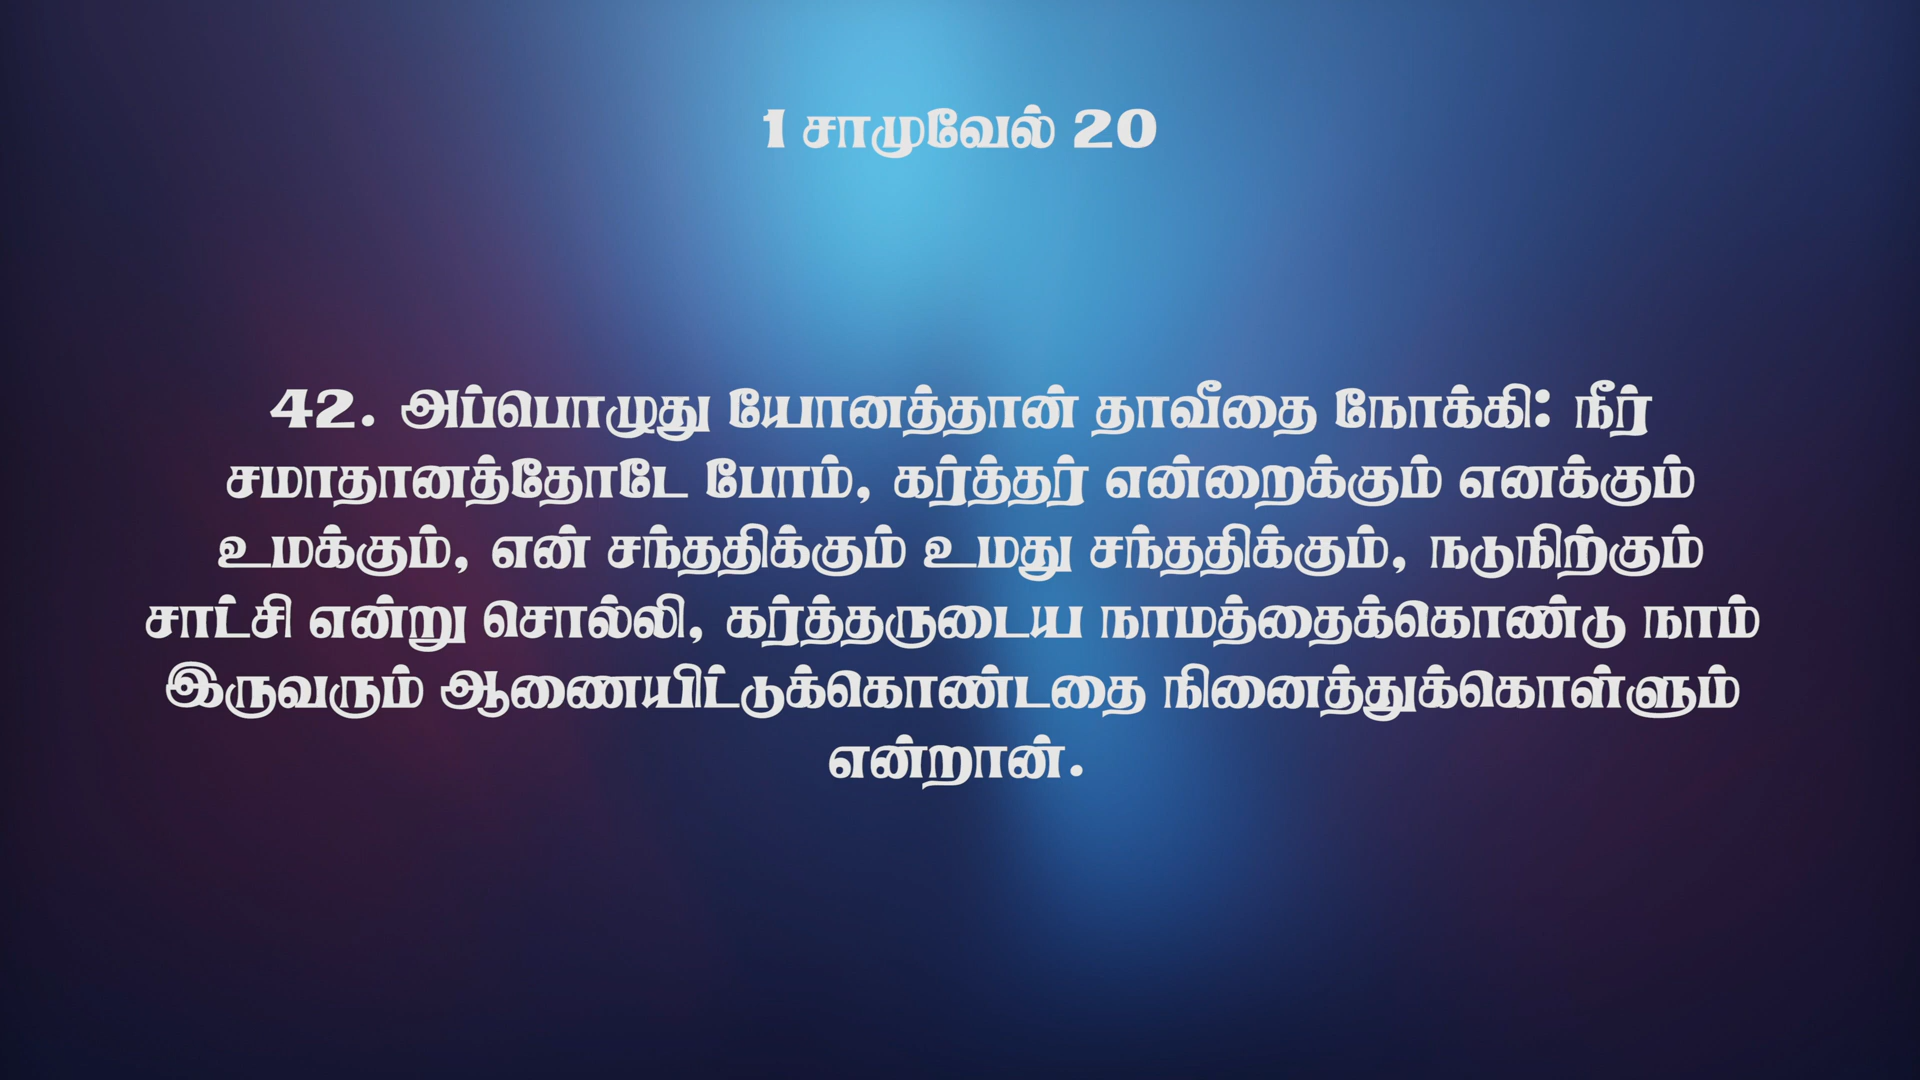 1 சாமுவேல் 20
42. அப்பொழுது யோனத்தான் தாவீதை நோக்கி: நீர்
சமாதானத்தோடே போம், கர்த்தர் என்றைக்கும் எனக்கும்
உமக்கும், என் சந்ததிக்கும் உமது சந்ததிக்கும், நடுநிற்கும்
சாட்சி என்று சொல்லி, கர்த்தருடைய நாமத்தைக்கொண்டு நாம்
இருவரும் ஆணையிட்டுக்கொண்டதை நினைத்துக்கொள்ளும்
என்றான்.